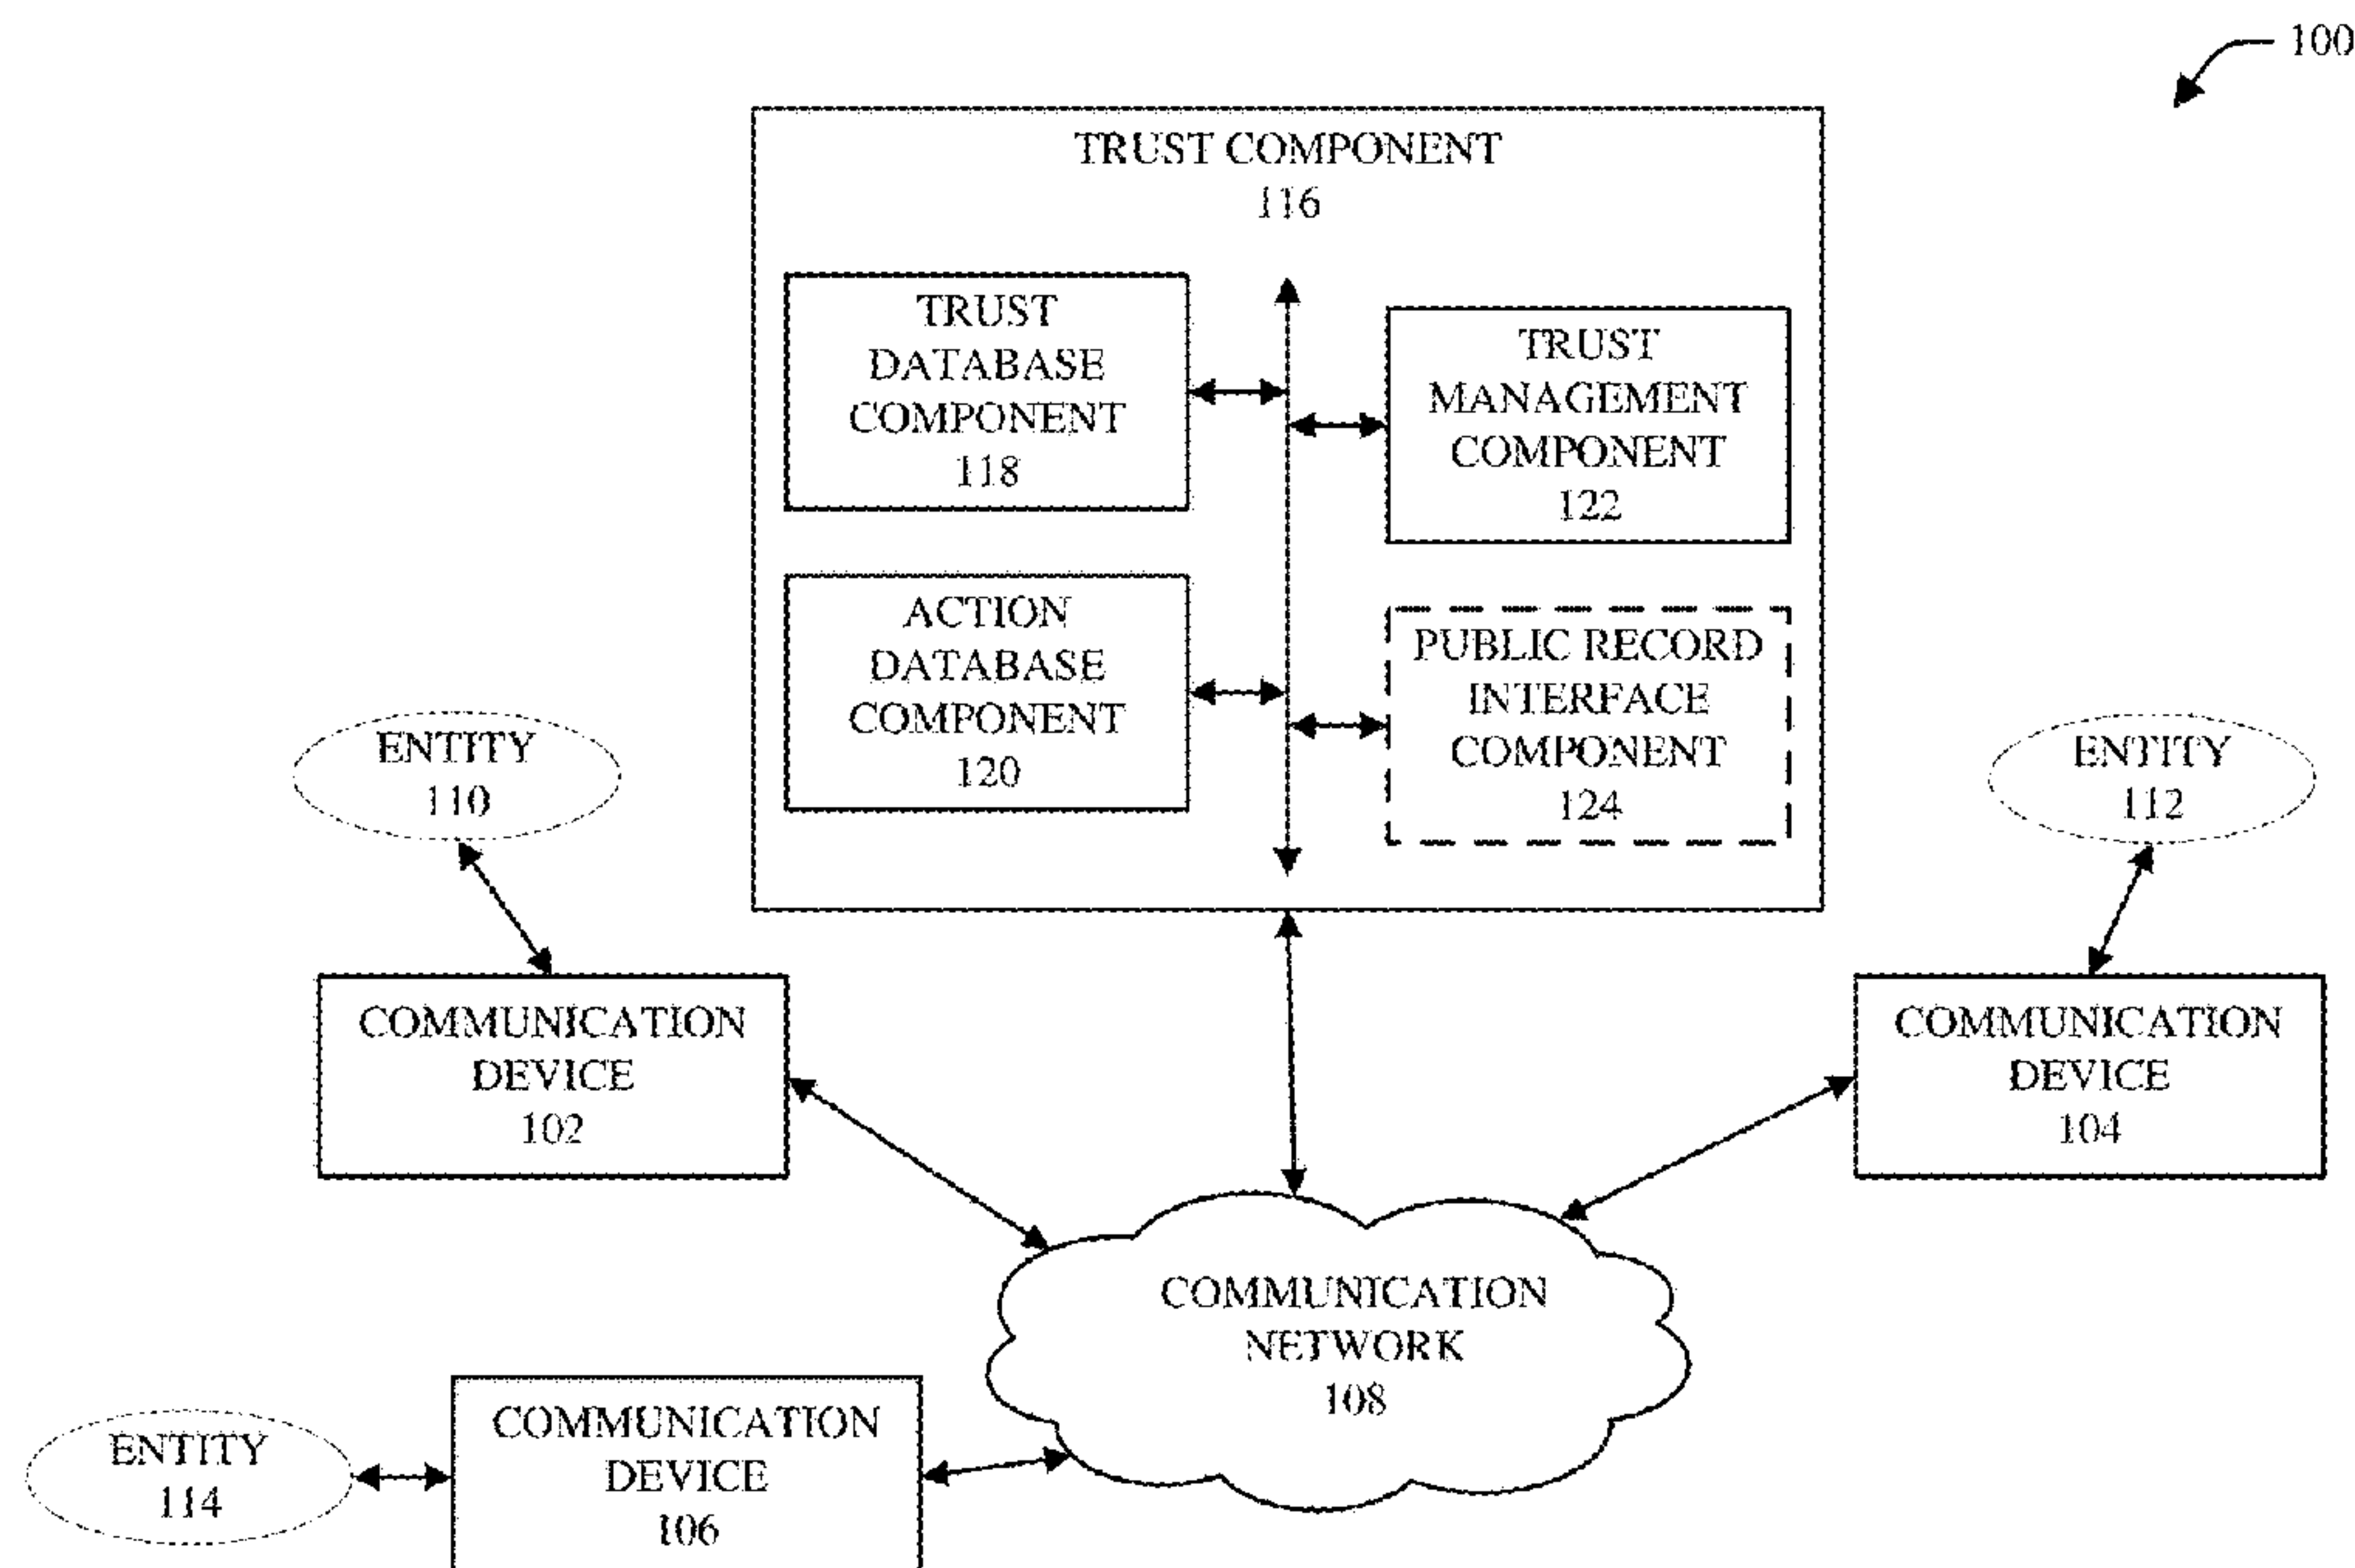 100
TRUST COMPONENT
116
TRUST
DATABASE
COMPONENT
118
TRUST
MANAGEMENT
COMPONENT
122
ACTION
DATABASE
COMPONENT
120
PUBLIC RECORD
INTERFACE
COMPONENT
124
ENTITY
110
ENTITY
112
COMMUNICATION
DEVICE
102
COMMUNICATION
DEVICE
104
COMMUNICATION
NETWORK
108
ENTITY
114
COMMUNICATION
DEVICE
106